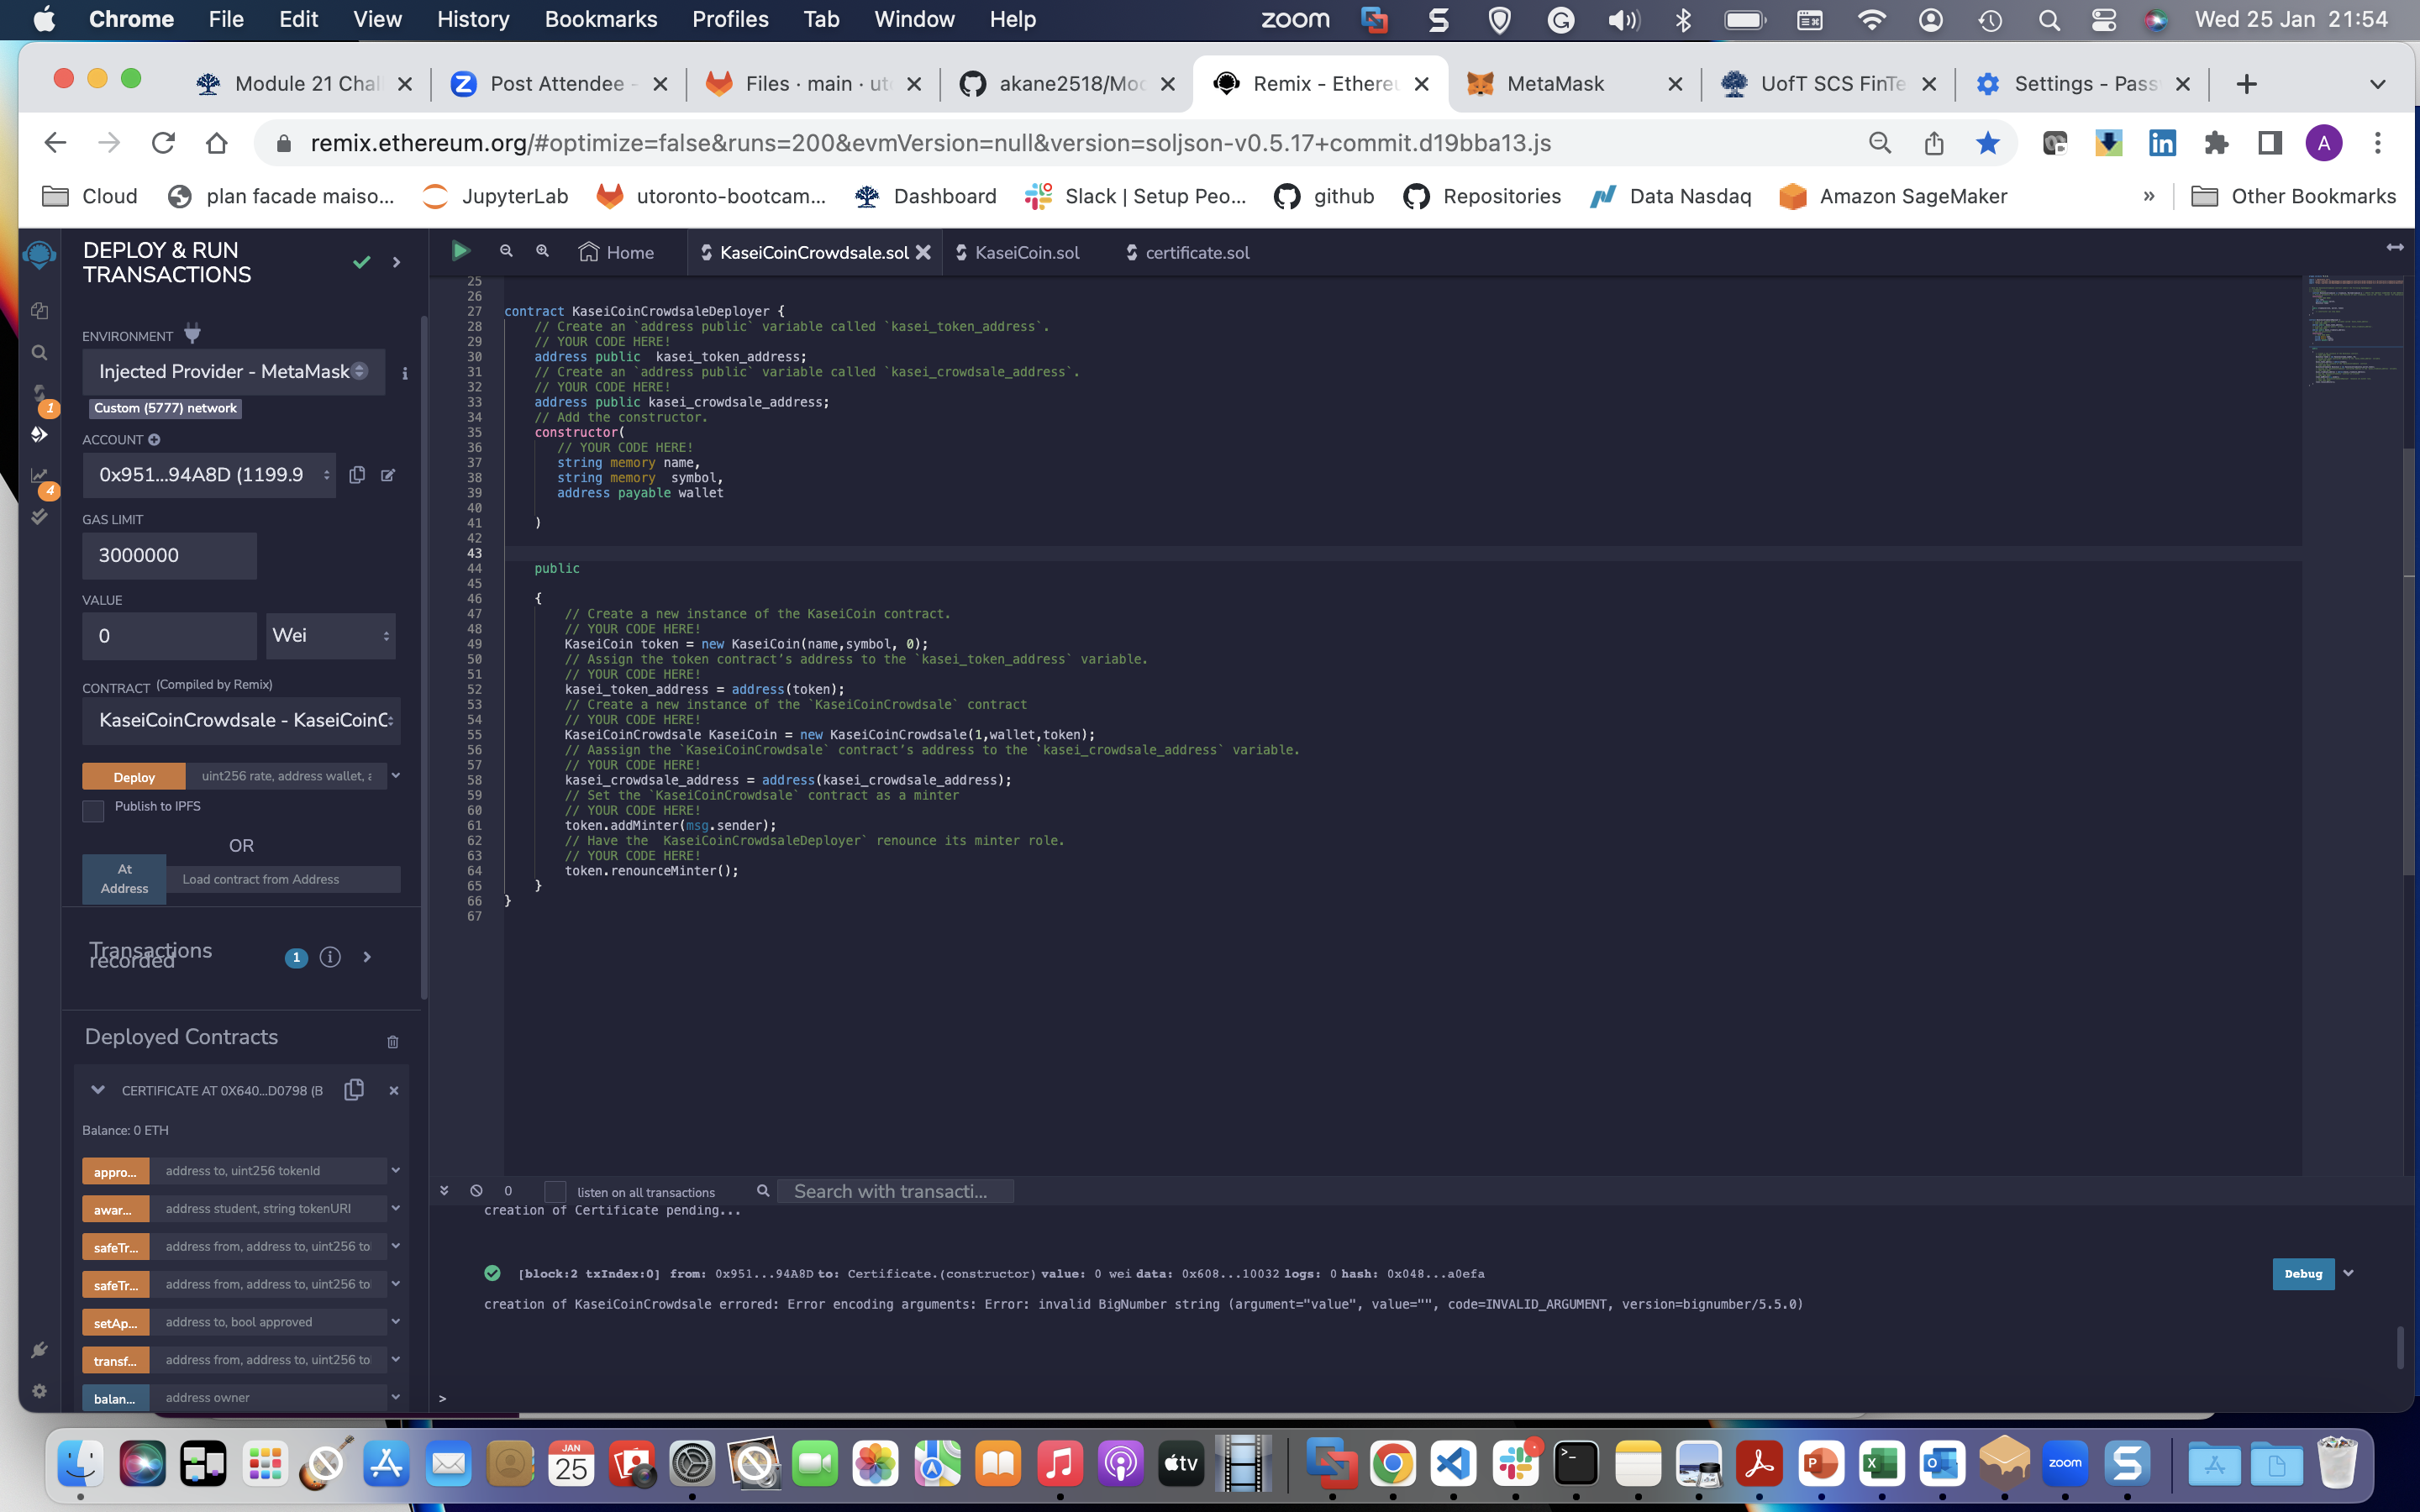 Chrome File Edit View History Bookmarks Profiles Tab Window Help zoom Wed 25 Jan 21:54
Module 21 Chal Post Attendee - Files · main · uto akane2518/Moc Remix - Ethere MetaMask UofT SCS FinTe Settings - Pass
remix.ethereum.org/#optimize=false&runs=200&evmVersion=null&version=soljson-v0.5.17+commit.d19bba13.js A
Cloud plan facade maiso... JupyterLab utoronto-bootcam... Dashboard Slack | Setup Peo... github Repositories Data Nasdaq Amazon SageMaker » Other Bookmarks
DEPLOY & RUN
TRANSACTIONS
Home KaseiCoinCrowdsale.sol KaseiCoin.sol certificate.sol
ENVIRONMENT
Injected Provider - MetaMask
Custom (5777) network
1
ACCOUNT
0x951...94A8D (1199.9
4
GAS LIMIT
3000000
VALUE
0 Wei
CONTRACT (Compiled by Remix)
KaseiCoinCrowdsale - KaseiCoinC
Deploy uint256 rate, address wallet, a
Publish to IPFS
OR
At
Address
Load contract from Address
Transactions
recorded
1
Deployed Contracts
CERTIFICATE AT 0X640...D0798 (B
Balance: 0 ETH
appro... address to, uint256 tokenId
awar... address student, string tokenURI
safeTr... address from, address to, uint256 to
safeTr... address from, address to, uint256 to
setAp... address to, bool approved
transf... address from, address to, uint256 to
balan... address owner
25
26
27 contract KaseiCoinCrowdsaleDeployer {
28 // Create an `address public` variable called `kasei_token_address`.
29 // YOUR CODE HERE!
30 address public  kasei_token_address;
31 // Create an `address public` variable called `kasei_crowdsale_address`.
32 // YOUR CODE HERE!
33 address public kasei_crowdsale_address;
34 // Add the constructor.
35 constructor(
36 // YOUR CODE HERE!
37 string memory name,
38 string memory  symbol,
39 address payable wallet
40
41 )
42
43
44 public
45
46 {
47 // Create a new instance of the KaseiCoin contract.
48 // YOUR CODE HERE!
49 KaseiCoin token = new KaseiCoin(name,symbol, 0);
50 // Assign the token contract’s address to the `kasei_token_address` variable.
51 // YOUR CODE HERE!
52 kasei_token_address = address(token);
53 // Create a new instance of the `KaseiCoinCrowdsale` contract
54 // YOUR CODE HERE!
55 KaseiCoinCrowdsale KaseiCoin = new KaseiCoinCrowdsale(1,wallet,token);
56 // Aassign the `KaseiCoinCrowdsale` contract’s address to the `kasei_crowdsale_address` variable.
57 // YOUR CODE HERE!
58 kasei_crowdsale_address = address(kasei_crowdsale_address);
59 // Set the `KaseiCoinCrowdsale` contract as a minter
60 // YOUR CODE HERE!
61 token.addMinter(msg.sender);
62 // Have the  KaseiCoinCrowdsaleDeployer` renounce its minter role.
63 // YOUR CODE HERE!
64 token.renounceMinter();
65 }
66 }
67
0 listen on all transactions Search with transacti...
creation of Certificate pending...
[block:2 txIndex:0] from: 0x951...94A8D to: Certificate.(constructor) value: 0 wei data: 0x608...10032 logs: 0 hash: 0x048...a0efa Debug
creation of KaseiCoinCrowdsale errored: Error encoding arguments: Error: invalid BigNumber string (argument="value", value="", code=INVALID_ARGUMENT, version=bignumber/5.5.0)
>
JAN
25
tv
zoom